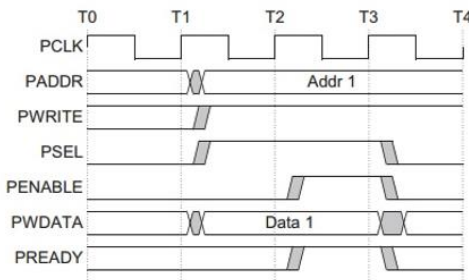 T0 T1 T2 T3 T4
PCLK
PADDR Addr 1
PWRITE
PSEL
PENABLE
PWDATA Data 1
PREADY